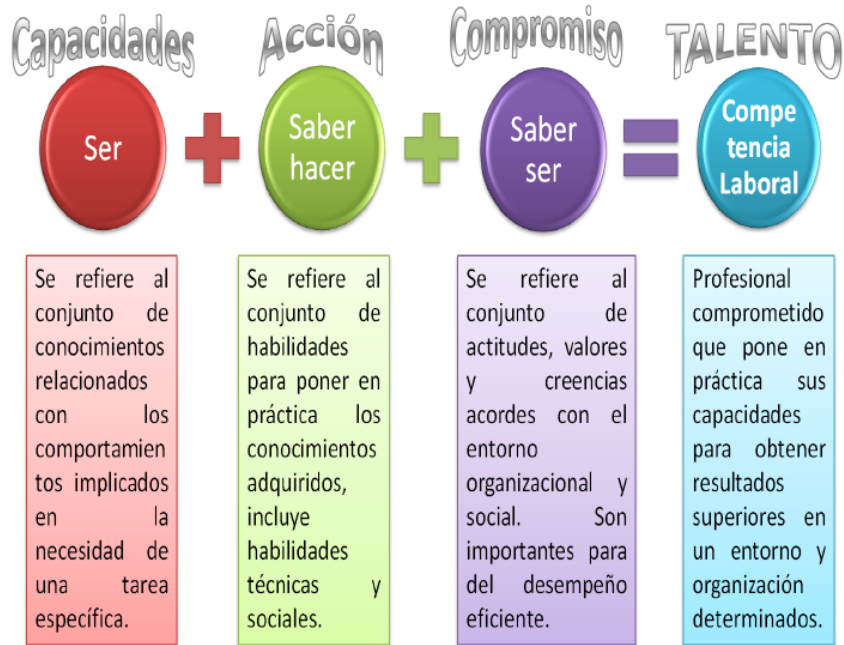 Capacidades
Acción
Compromiso
TALENTO
Ser
Saber
hacer
Saber
ser
Compe
tencia
Laboral
Se refiere al
conjunto de
conocimientos
relacionados
con los
comportamien
tos implicados
en la
necesidad de
una tarea
específica.
Se refiere al
conjunto de
habilidades
para poner en
práctica los
conocimientos
adquiridos,
incluye
habilidades
técnicas y
sociales.
Se refiere al
conjunto de
actitudes, valores
y creencias
acordes con el
entorno
organizacional y
social. Son
importantes para
del desempeño
eficiente.
Profesional
comprometido
que pone en
práctica sus
capacidades
para obtener
resultados
superiores en
un entorno y
organización
determinados.